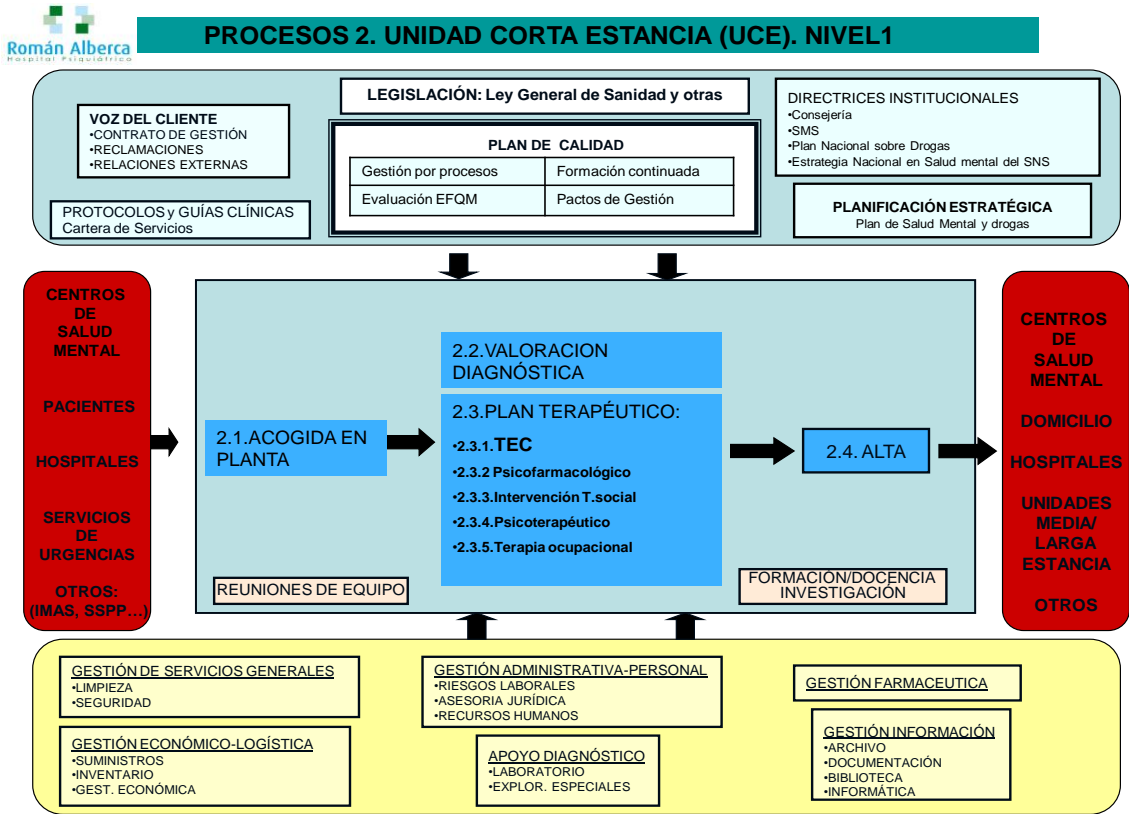 Román Alberca
Hospital Psiquiátrico
PROCESOS 2. UNIDAD CORTA ESTANCIA (UCE). NIVEL1
VOZ DEL CLIENTE
•CONTRATO DE GESTIÓN
•RECLAMACIONES
•RELACIONES EXTERNAS
PROTOCOLOS y GUÍAS CLÍNICAS
Cartera de Servicios
LEGISLACIÓN: Ley General de Sanidad y otras
PLAN DE CALIDAD
Gestión por procesos
Formación continuada
Evaluación EFQM
Pactos de Gestión
DIRECTRICES INSTITUCIONALES
•Consejería
•SMS
•Plan Nacional sobre Drogas
•Estrategia Nacional en Salud mental del SNS
PLANIFICACIÓN ESTRATÉGICA
Plan de Salud Mental y drogas
CENTROS
DE
SALUD
MENTAL
PACIENTES
HOSPITALES
SERVICIOS
DE
URGENCIAS
OTROS:
(IMAS, SSPP…)
2.1.ACOGIDA EN
PLANTA
2.2.VALORACION
DIAGNÓSTICA
2.3.PLAN TERAPÉUTICO:
•2.3.1.TEC
•2.3.2 Psicofarmacológico
•2.3.3.Intervención T.social
•2.3.4.Psicoterapéutico
•2.3.5.Terapia ocupacional
2.4. ALTA
REUNIONES DE EQUIPO
FORMACIÓN/DOCENCIA
INVESTIGACIÓN
CENTROS
DE
SALUD
MENTAL
DOMICILIO
HOSPITALES
UNIDADES
MEDIA/
LARGA
ESTANCIA
OTROS
GESTIÓN DE SERVICIOS GENERALES
•LIMPIEZA
•SEGURIDAD
GESTIÓN ECONÓMICO-LOGÍSTICA
•SUMINISTROS
•INVENTARIO
•GEST. ECONÓMICA
GESTIÓN ADMINISTRATIVA-PERSONAL
•RIESGOS LABORALES
•ASESORIA JURÍDICA
•RECURSOS HUMANOS
APOYO DIAGNÓSTICO
•LABORATORIO
•EXPLOR. ESPECIALES
GESTIÓN FARMACEUTICA
GESTIÓN INFORMACIÓN
•ARCHIVO
•DOCUMENTACIÓN
•BIBLIOTECA
•INFORMÁTICA